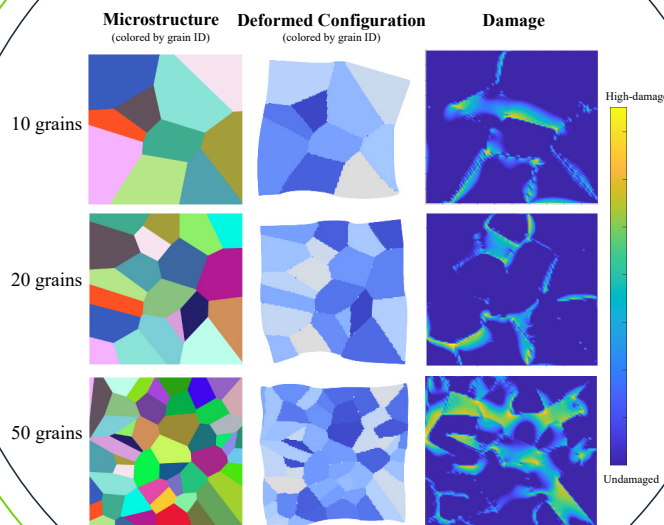 Microstructure
(colored by grain ID)
Deformed Configuration
(colored by grain ID)
Damage
10 grains
High-damage
20 grains
50 grains
Undamaged